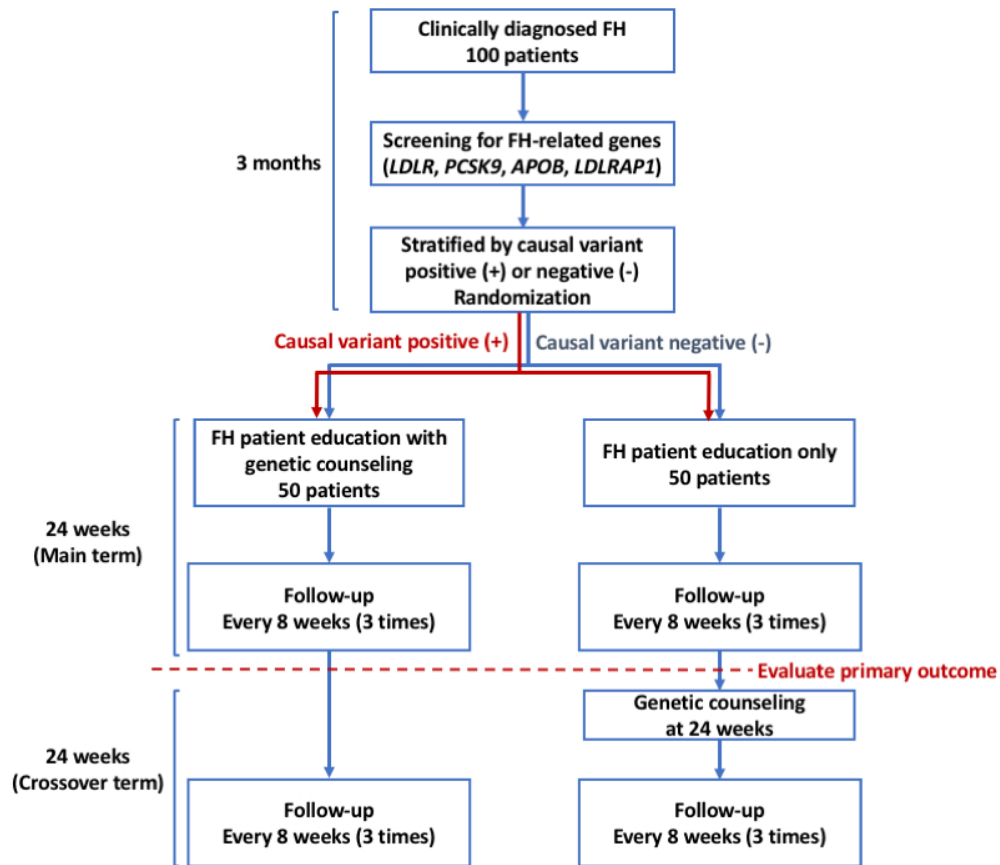 Clinically diagnosed FH
100 patients
3 months
Screening for FH-related genes
(LDLR, PCSK9, APOB, LDLRAP1)
Stratified by causal variant
positive (+) or negative (-)
Randomization
Causal variant positive (+)
Causal variant negative (-)
FH patient education with
genetic counseling
50 patients
FH patient education only
50 patients
24 weeks
(Main term)
Follow-up
Every 8 weeks (3 times)
Follow-up
Every 8 weeks (3 times)
Evaluate primary outcome
Genetic counseling
at 24 weeks
24 weeks
(Crossover term)
Follow-up
Every 8 weeks (3 times)
Follow-up
Every 8 weeks (3 times)